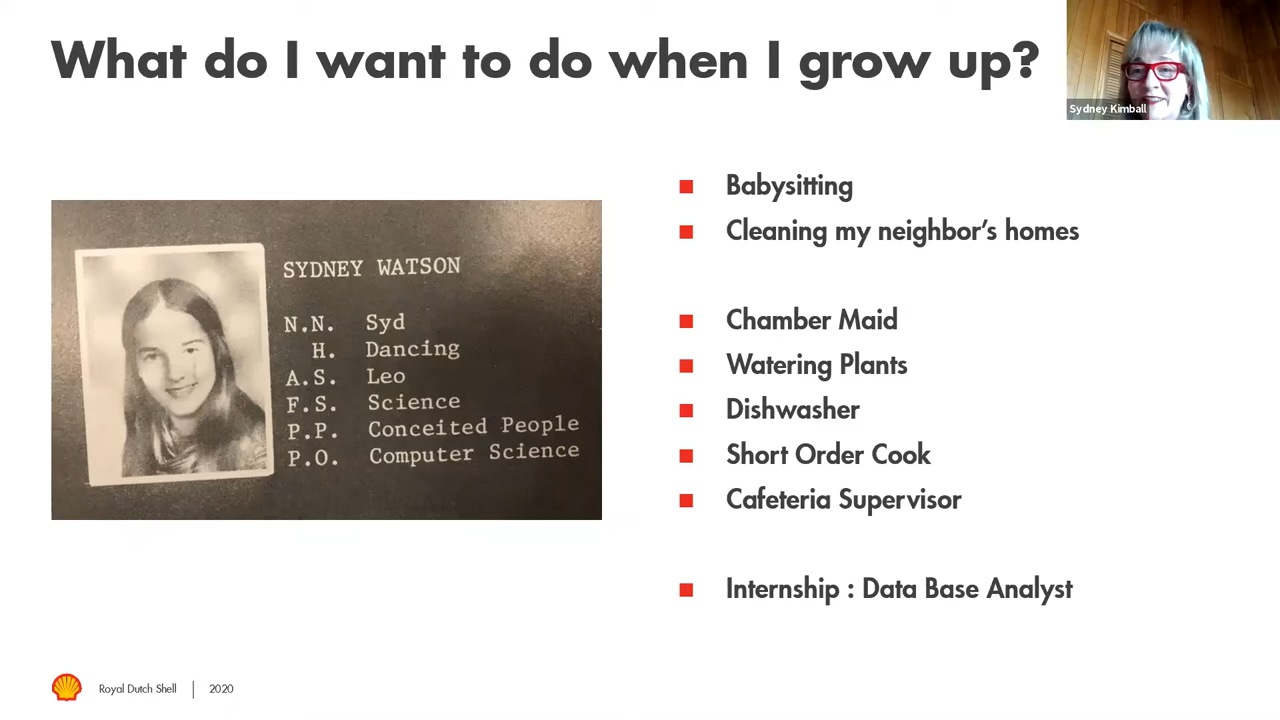 What do I want to do when I grow up?
Sydney Kimball
SYDNEY WATSON
N.N. Syd
H. Dancing
A.S. Leo
F.S. Science
P.P. Conceited People
P.O. Computer Science
Babysitting
Cleaning my neighbor's homes
Chamber Maid
Watering Plants
Dishwasher
Short Order Cook
Cafeteria Supervisor
Internship : Data Base Analyst
Royal Dutch Shell | 2020